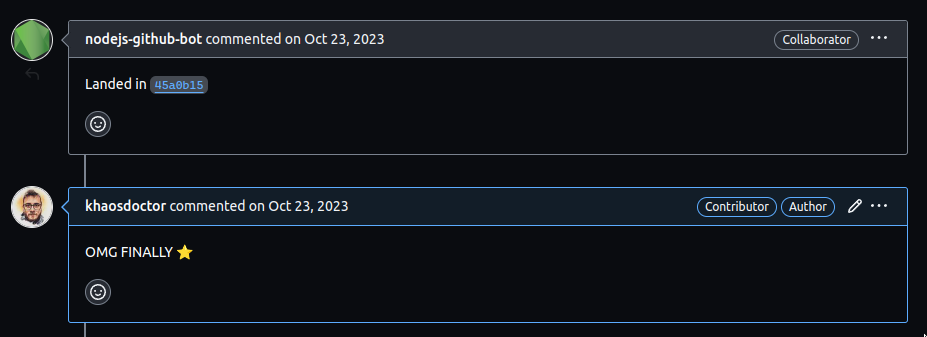 nodejs-github-bot commented on Oct 23, 2023 Collaborator ...
Landed in 45a0b15
khaosdoctor commented on Oct 23, 2023 Contributor Author ...
OMG FINALLY ⭐